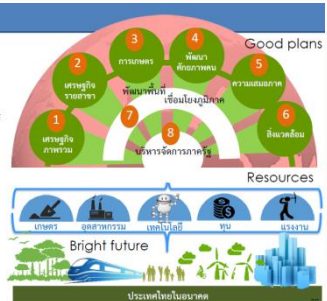 Good plans
1
เศรษฐกิจ
ภาพรวม
2
เศรษฐกิจ
รายสาขา
3
การเกษตร
4
พัฒนา
ศักยภาพคน
5
ความเสมอภาค
6
สิ่งแวดล้อม
พัฒนาพื้นที่
เชื่อมโยงภูมิภาค
7
8
บริหารจัดการภาครัฐ
Resources
เกษตร
อุตสาหกรรม
เทคโนโลยี
ทุน
แรงงาน
Bright future
ประเทศไทยในอนาคต